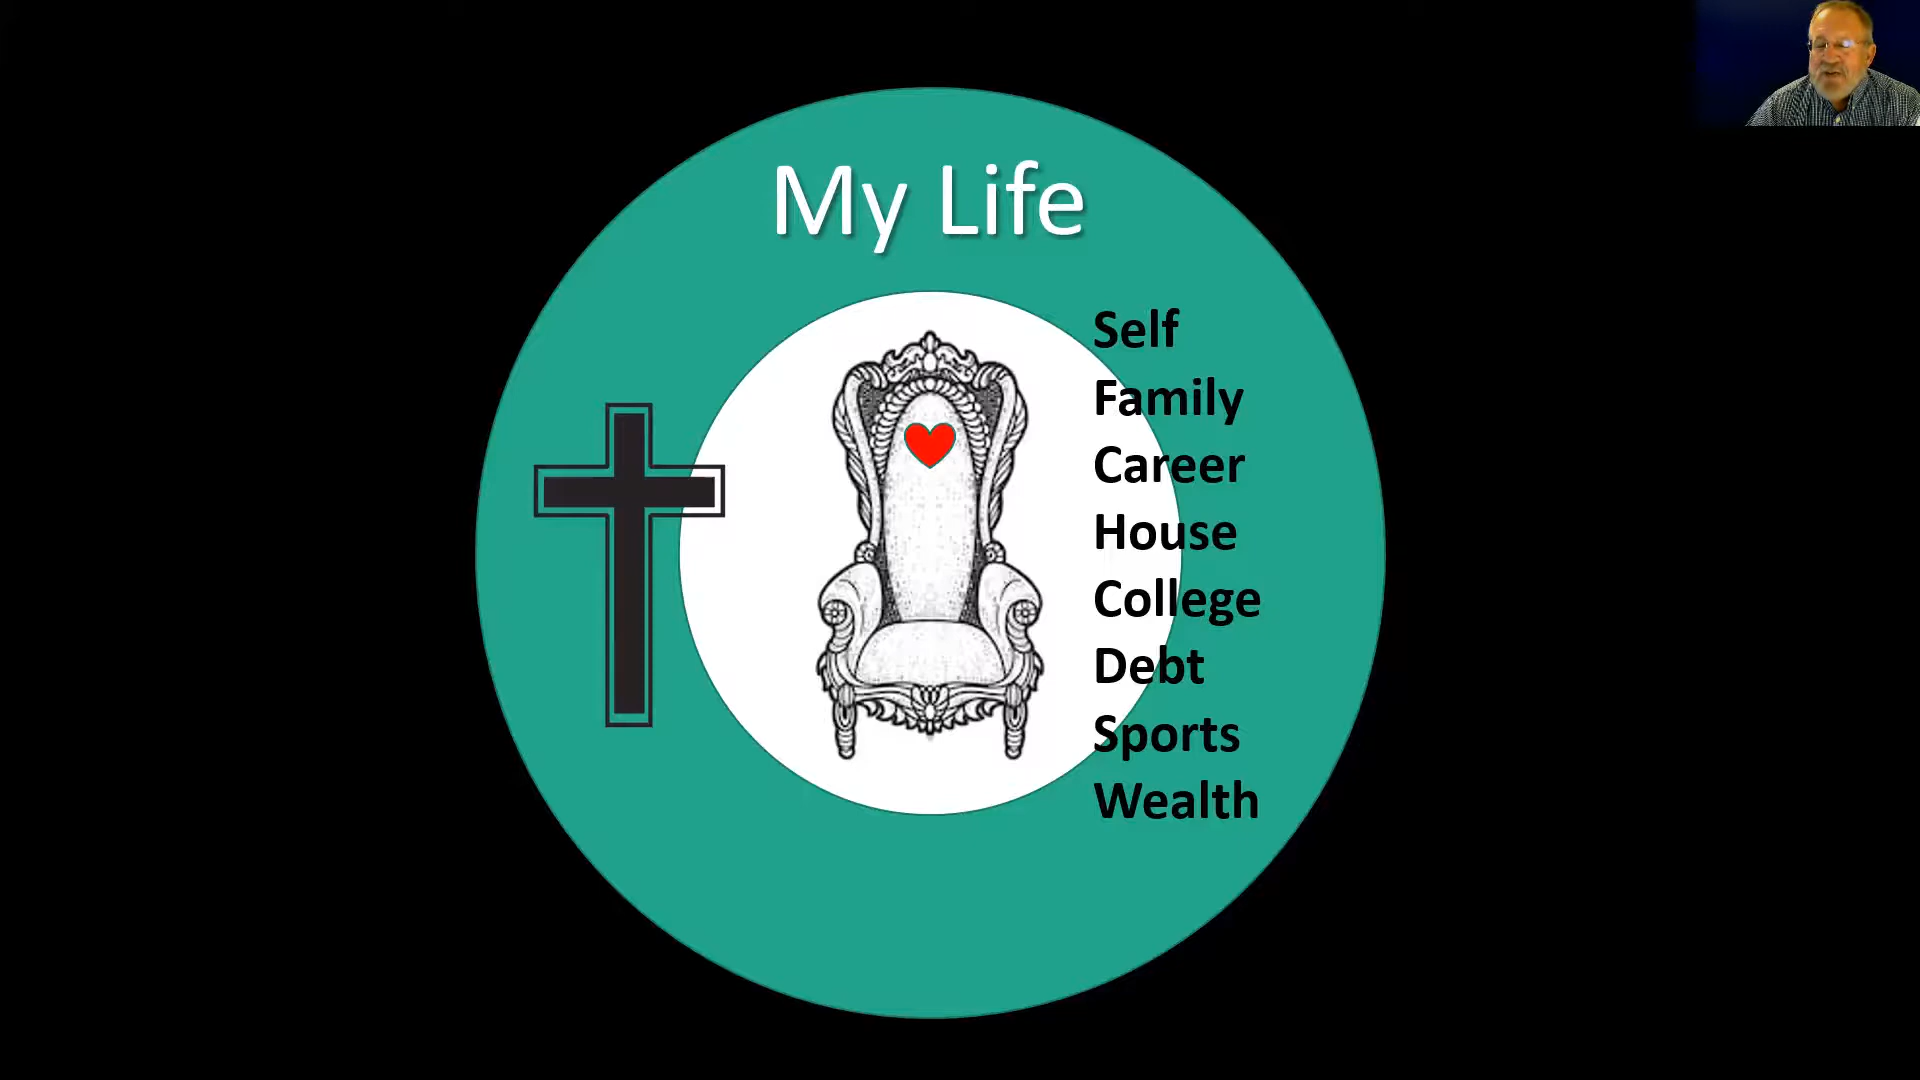 My Life
Self
Family
Career
House
College
Debt
Sports
Wealth